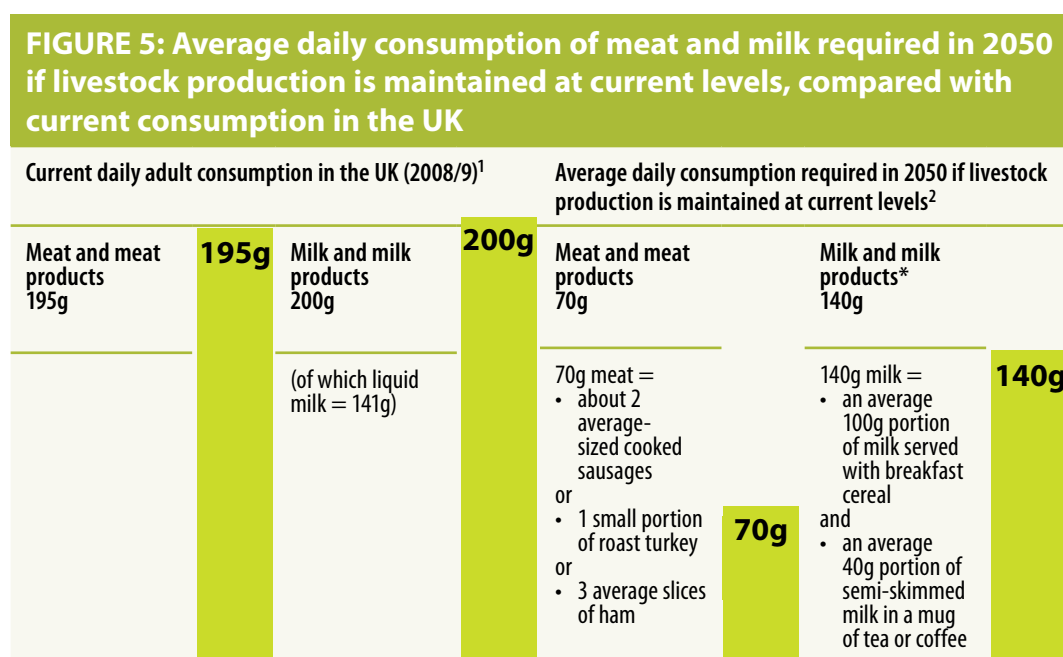 FIGURE 5: Average daily consumption of meat and milk required in 2050
if livestock production is maintained at current levels, compared with
current consumption in the UK
Current daily adult consumption in the UK (2008/9)¹
Meat and meat
products
195g
195g
Milk and milk
products
200g
(of which liquid
milk = 141g)
200g
Average daily consumption required in 2050 if livestock
production is maintained at current levels²
Meat and meat
products
70g
70g meat =
• about 2
average-
sized cooked
sausages
or
• 1 small portion
of roast turkey
or
• 3 average slices
of ham
70g
Milk and milk
products*
140g
140g milk =
• an average
100g portion
of milk served
with breakfast
cereal
and
• an average
40g portion of
semi-skimmed
milk in a mug
of tea or coffee
140g